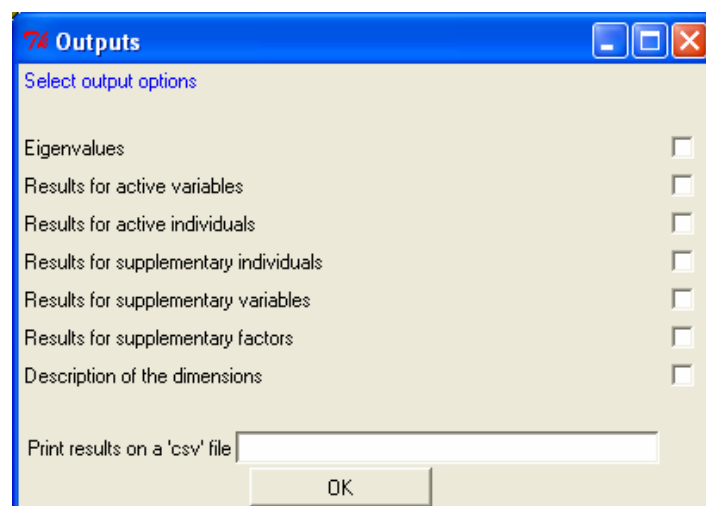 Outputs
Select output options
Eigenvalues
Results for active variables
Results for active individuals
Results for supplementary individuals
Results for supplementary variables
Results for supplementary factors
Description of the dimensions
Print results on a 'csv' file
OK